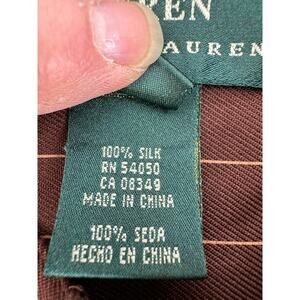 REN
LAUREN
100% SILK
RN 54050
CA 08349
MADE IN CHINA
100% SEDA
HECHO EN CHINA